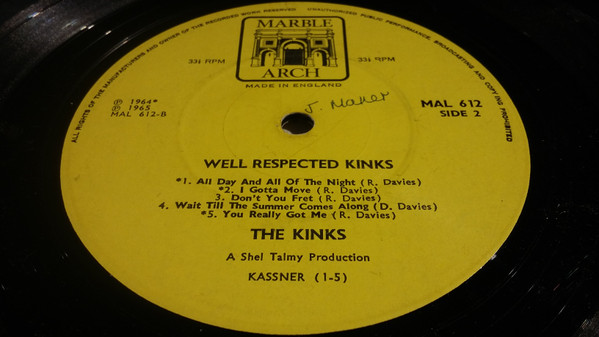 ALL RIGHTS OF THE MANUFACTURERS AND OWNER OF THE RECORDED WORK RESERVED • UNAUTHORIZED PUBLIC PERFORMANCE, BROADCASTING AND COPYING PROHIBITED
MARBLE
ARCH
33⅓ RPM 33⅓ RPM
MADE IN ENGLAND
J. Maher
℗ 1964*
℗ 1965
MAL 612-B
MAL 612
SIDE 2
WELL RESPECTED KINKS
*1. All Day And All Of The Night (R. Davies)
*2. I Gotta Move (R. Davies)
3. Don't You Fret (R. Davies)
4. Wait Till The Summer Comes Along (D. Davies)
*5. You Really Got Me (R. Davies)
THE KINKS
A Shel Talmy Production
KASSNER (1-5)